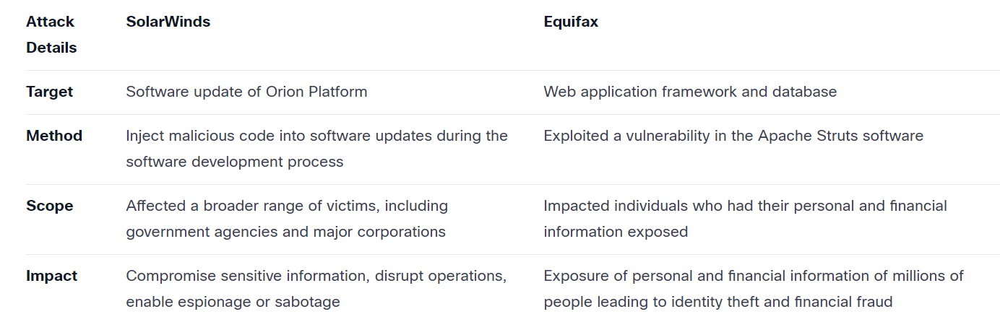 Attack Details SolarWinds Equifax
Target Software update of Orion Platform Web application framework and database
Method Inject malicious code into software updates during the Exploited a vulnerability in the Apache Struts software
software development process
Scope Affected a broader range of victims, including Impacted individuals who had their personal and financial
government agencies and major corporations information exposed
Impact Compromise sensitive information, disrupt operations, Exposure of personal and financial information of millions of
enable espionage or sabotage people leading to identity theft and financial fraud